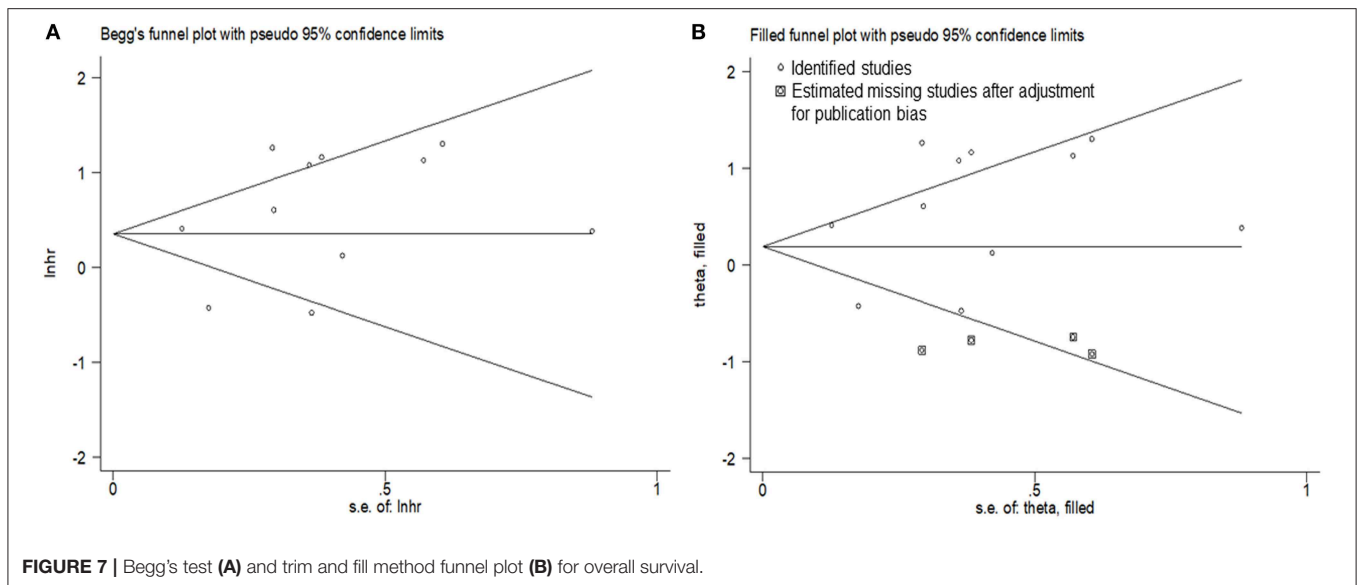 A
Begg's funnel plot with pseudo 95% confidence limits
2
1
0
-1
-2
lnhr
0
.5
1
s.e. of: lnhr
B
Filled funnel plot with pseudo 95% confidence limits
Identified studies
Estimated missing studies after adjustment
for publication bias
2
1
0
-1
-2
theta, filled
0
.5
1
s.e. of: theta, filled
FIGURE 7 | Begg's test (A) and trim and fill method funnel plot (B) for overall survival.